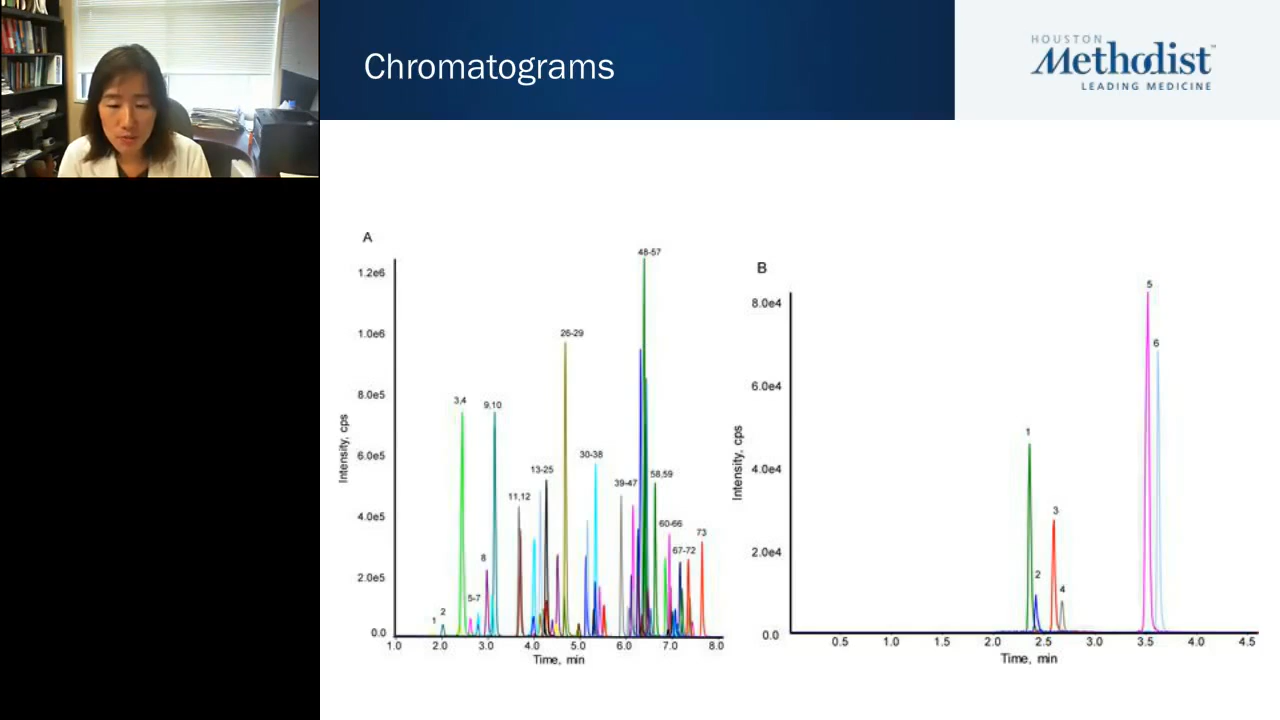 Chromatograms
HOUSTON
Methodist™
LEADING MEDICINE
A
48-57
1.2e6
1.0e6
26-29
8.0e5
3,4
9,10
Intensity, cps
6.0e5
13-25
30-38
39-47
58,59
11,12
4.0e5
60-66
73
67-72
8
2.0e5
5-7
2
1
0.0
1.0 2.0 3.0 4.0 5.0 6.0 7.0 8.0
Time, min
B
5
8.0e4
6
6.0e4
1
Intensity, cps
4.0e4
3
2.0e4
2
4
0.0
0.5 1.0 1.5 2.0 2.5 3.0 3.5 4.0 4.5
Time, min